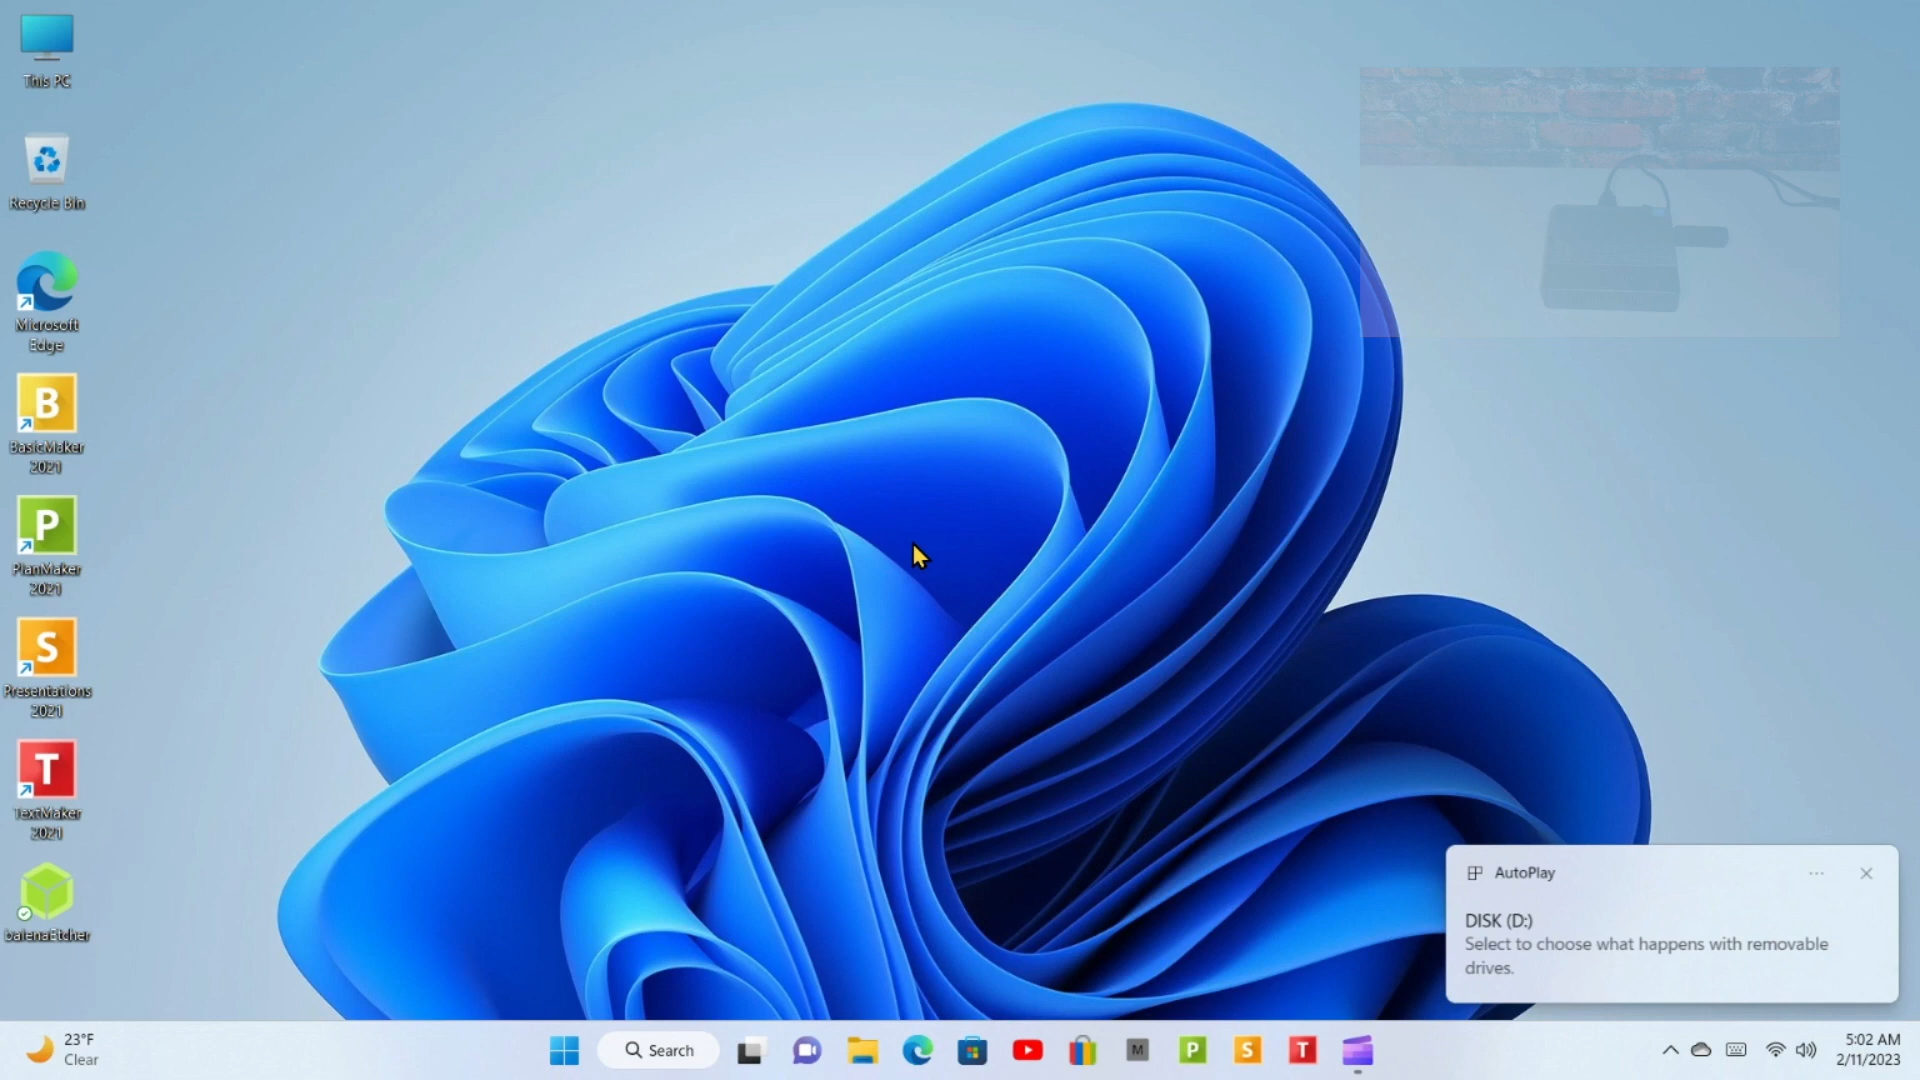 This PC
Recycle Bin
Microsoft
Edge
B
BasicMaker
2021
P
PlanMaker
2021
S
Presentations
2021
T
TextMaker
2021
balenaEtcher
AutoPlay
DISK (D:)
Select to choose what happens with removable
drives.
23°F
Clear
Search
M
P
S
T
5:02 AM
2/11/2023